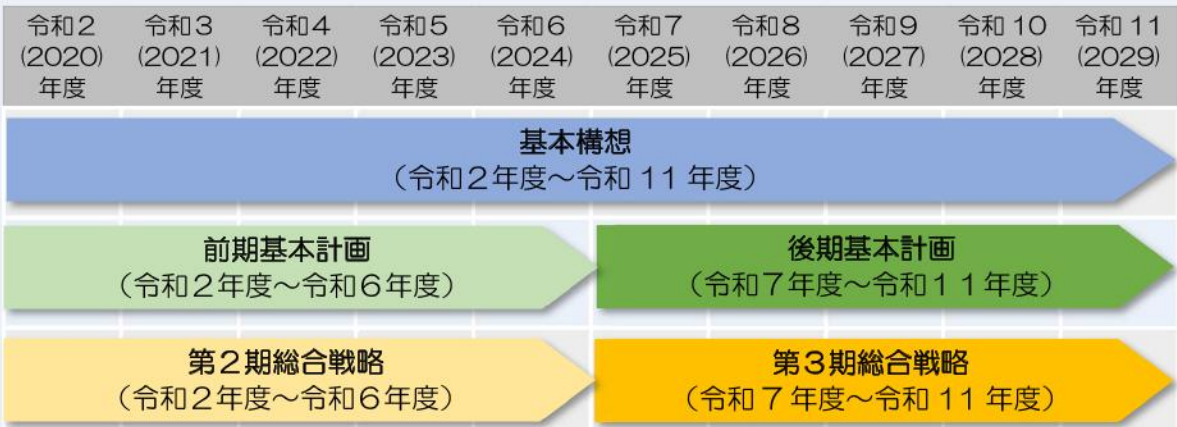 令和2 令和3 令和4 令和5 令和6 令和7 令和8 令和9 令和10 令和11
(2020) (2021) (2022) (2023) (2024) (2025) (2026) (2027) (2028) (2029)
年度 年度 年度 年度 年度 年度 年度 年度 年度 年度
基本構想
（令和２年度～令和 11 年度）
前期基本計画 後期基本計画
（令和２年度～令和６年度） （令和７年度～令和１１年度）
第２期総合戦略 第３期総合戦略
（令和２年度～令和６年度） （令和７年度～令和 11 年度）